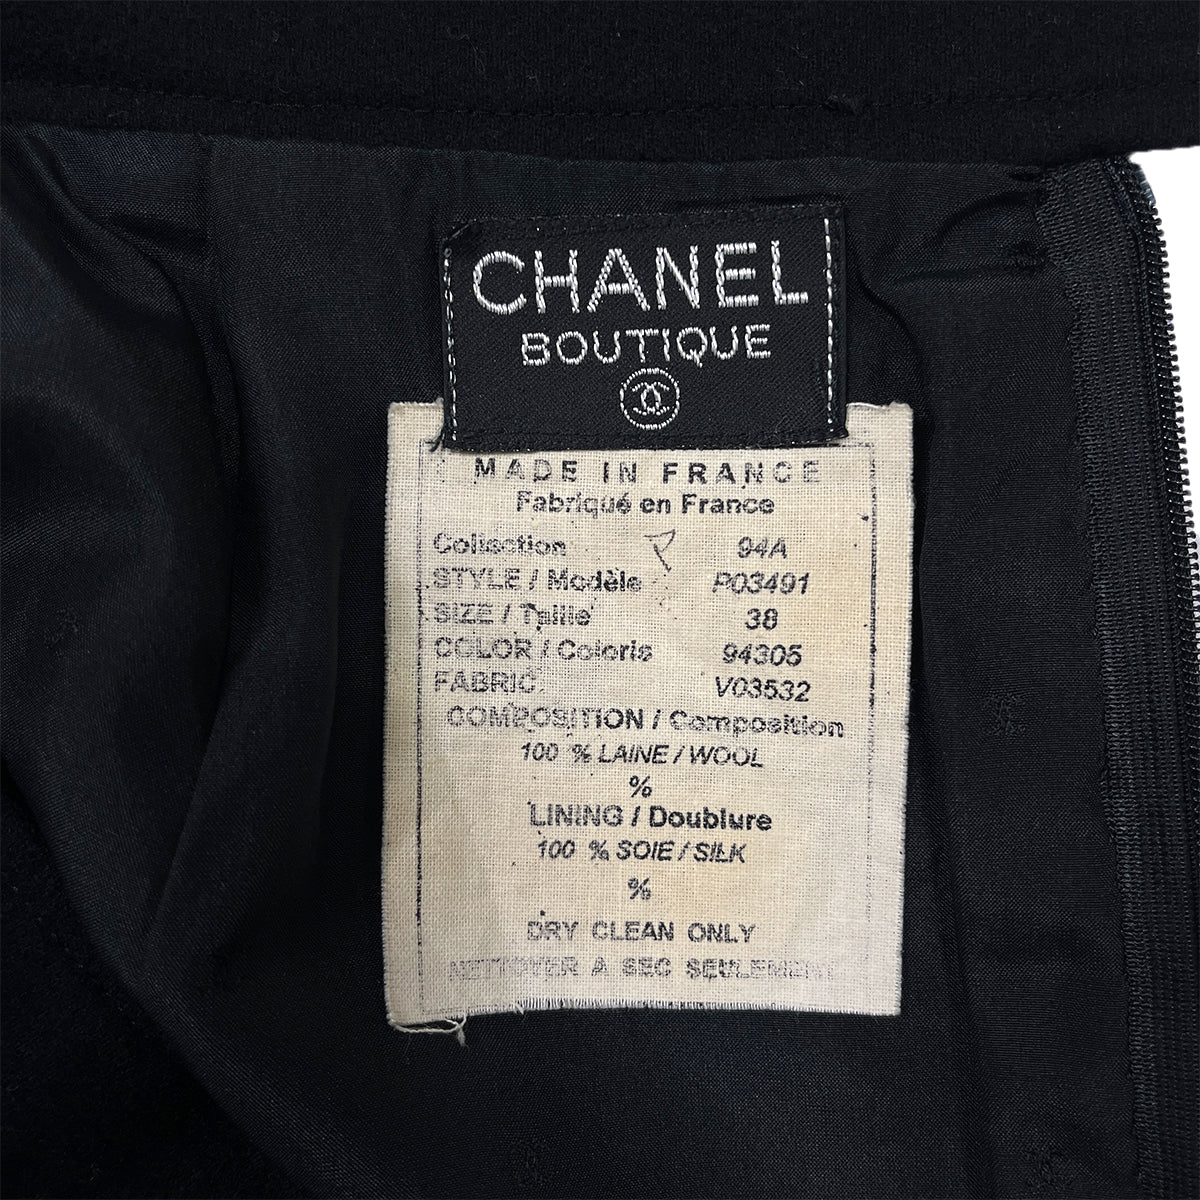 CHANEL
BOUTIQUE
MADE IN FRANCE
Fabriqué en France
Collection 94A
STYLE / Modèle P03491
SIZE / Taille 38
COLOR / Coloris 94305
FABRIC. V03532
COMPOSITION / Composition
100 % LAINE / WOOL
%
LINING / Doublure
100 % SOIE / SILK
%
DRY CLEAN ONLY
NETTOYER A SEC SEULEMENT